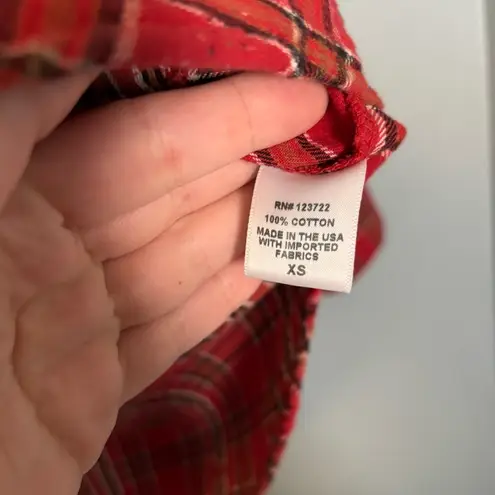 RN# 123722
100% COTTON
MADE IN THE USA
WITH IMPORTED
FABRICS
XS